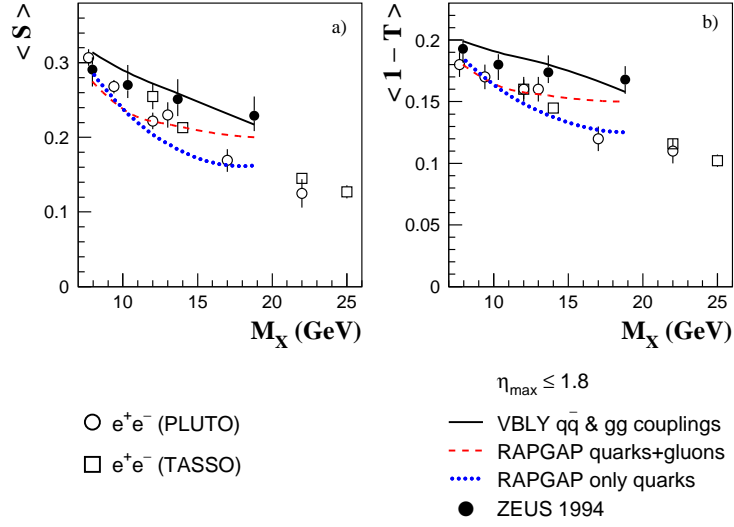 < S >
a)
0.3
0.2
0.1
0
10 15 20 25
M_X (GeV)
< 1 − T >
b)
0.2
0.15
0.1
0.05
0
10 15 20 25
M_X (GeV)
e⁺e⁻ (PLUTO)
e⁺e⁻ (TASSO)
η_max ≤ 1.8
VBLY qq̄ & gg couplings
RAPGAP quarks+gluons
RAPGAP only quarks
ZEUS 1994